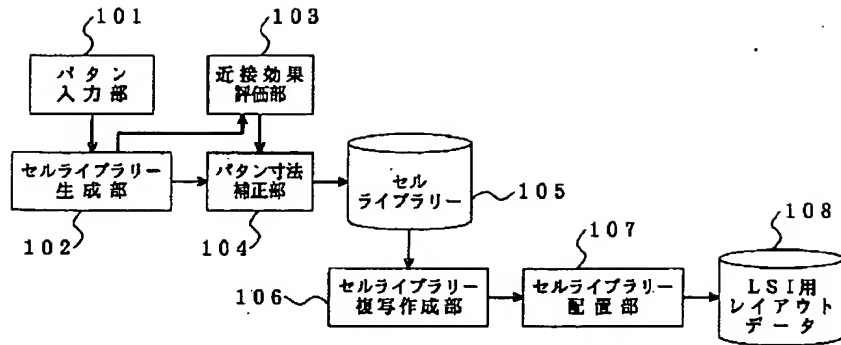 101
103
パタン
入力部
近接効果
評価部
セルライブラリー
生成部
パタン寸法
補正部
セル
ライブラリー
105
102
104
107
108
106
セルライブラリー
複写作成部
セルライブラリー
配置部
LSI用
レイアウト
データ